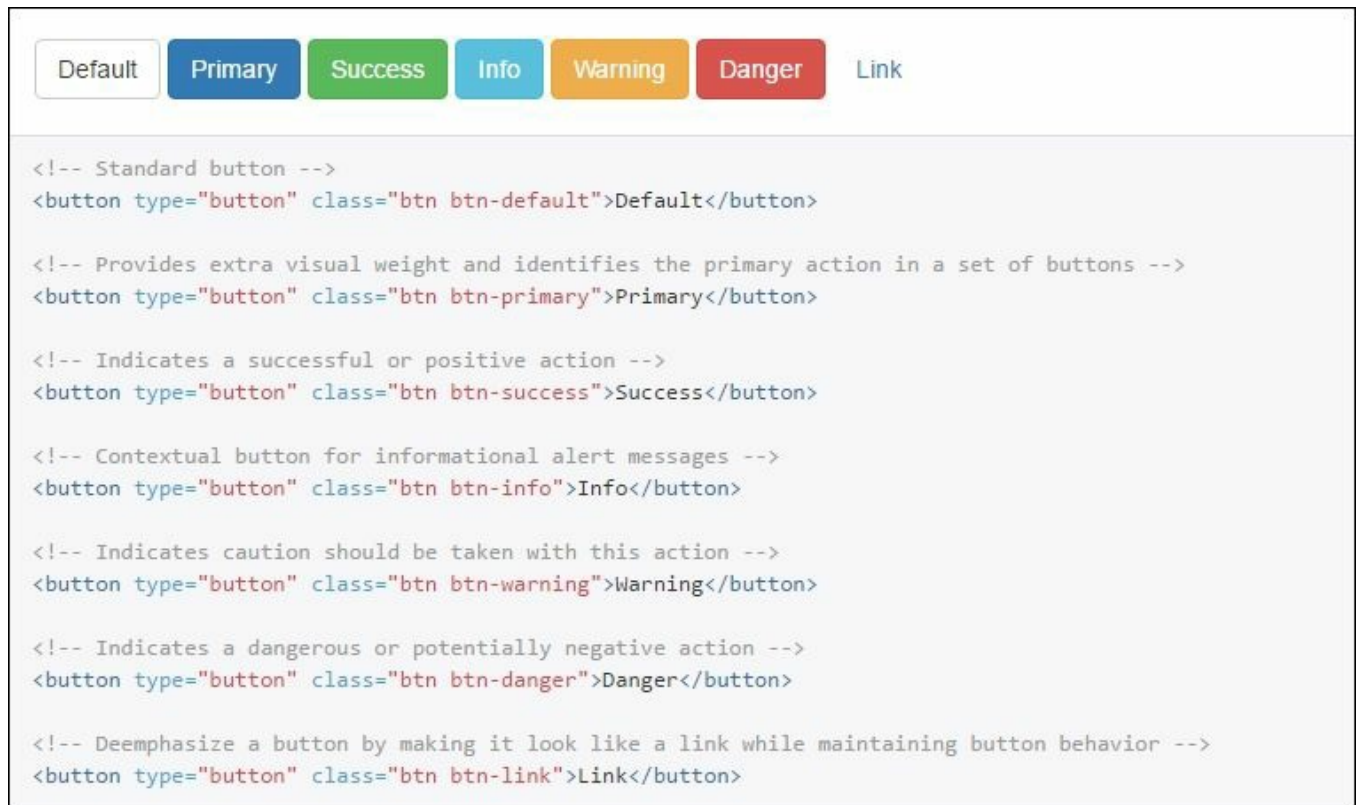 Default Primary Success Info Warning Danger Link
<!-- Standard button -->
<button type="button" class="btn btn-default">Default</button>
<!-- Provides extra visual weight and identifies the primary action in a set of buttons -->
<button type="button" class="btn btn-primary">Primary</button>
<!-- Indicates a successful or positive action -->
<button type="button" class="btn btn-success">Success</button>
<!-- Contextual button for informational alert messages -->
<button type="button" class="btn btn-info">Info</button>
<!-- Indicates caution should be taken with this action -->
<button type="button" class="btn btn-warning">Warning</button>
<!-- Indicates a dangerous or potentially negative action -->
<button type="button" class="btn btn-danger">Danger</button>
<!-- Deemphasize a button by making it look like a link while maintaining button behavior -->
<button type="button" class="btn btn-link">Link</button>